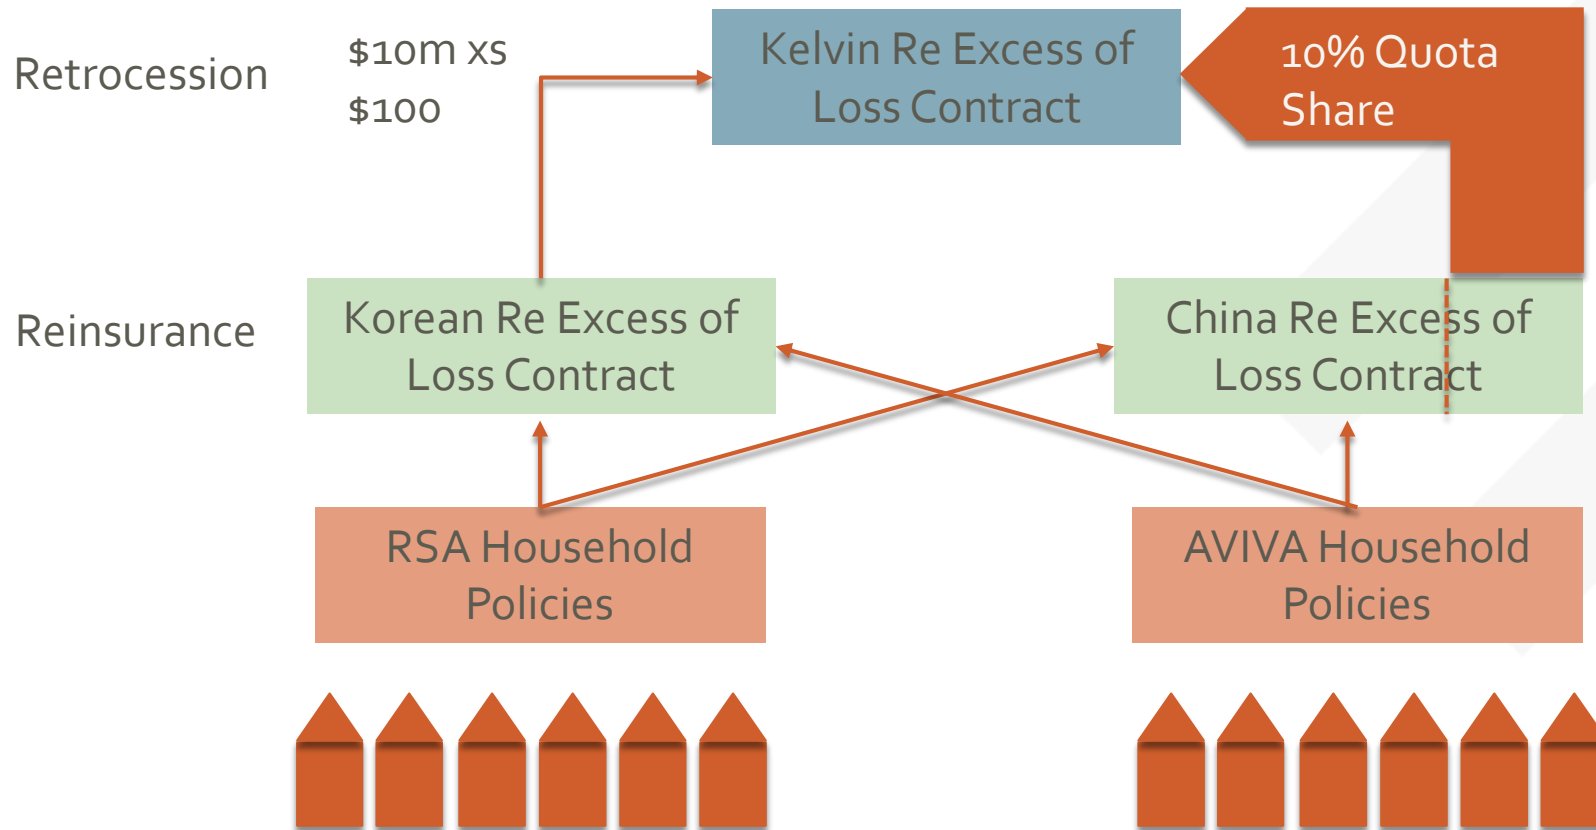 Retrocession
$10m xs
$100
Kelvin Re Excess of
Loss Contract
10% Quota
Share
Reinsurance
Korean Re Excess of
Loss Contract
China Re Excess of
Loss Contract
RSA Household
Policies
AVIVA Household
Policies